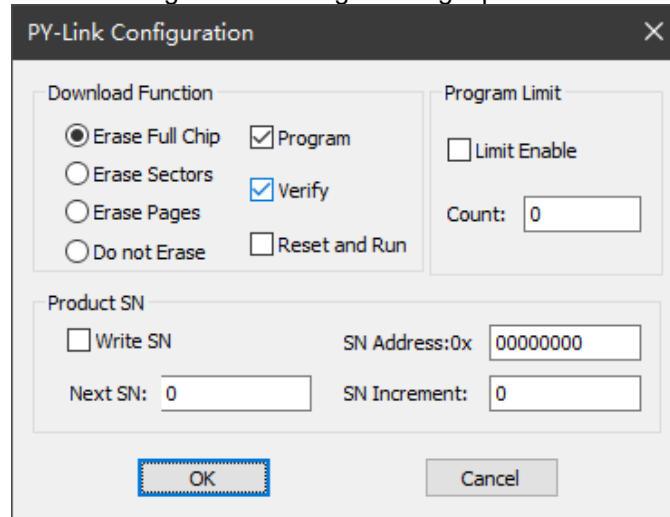 PY-Link Configuration
Download Function
Erase Full Chip
Program
Erase Sectors
Verify
Erase Pages
Do not Erase
Reset and Run
Program Limit
Limit Enable
Count: 0
Product SN
Write SN
SN Address:0x 00000000
Next SN: 0
SN Increment: 0
OK
Cancel